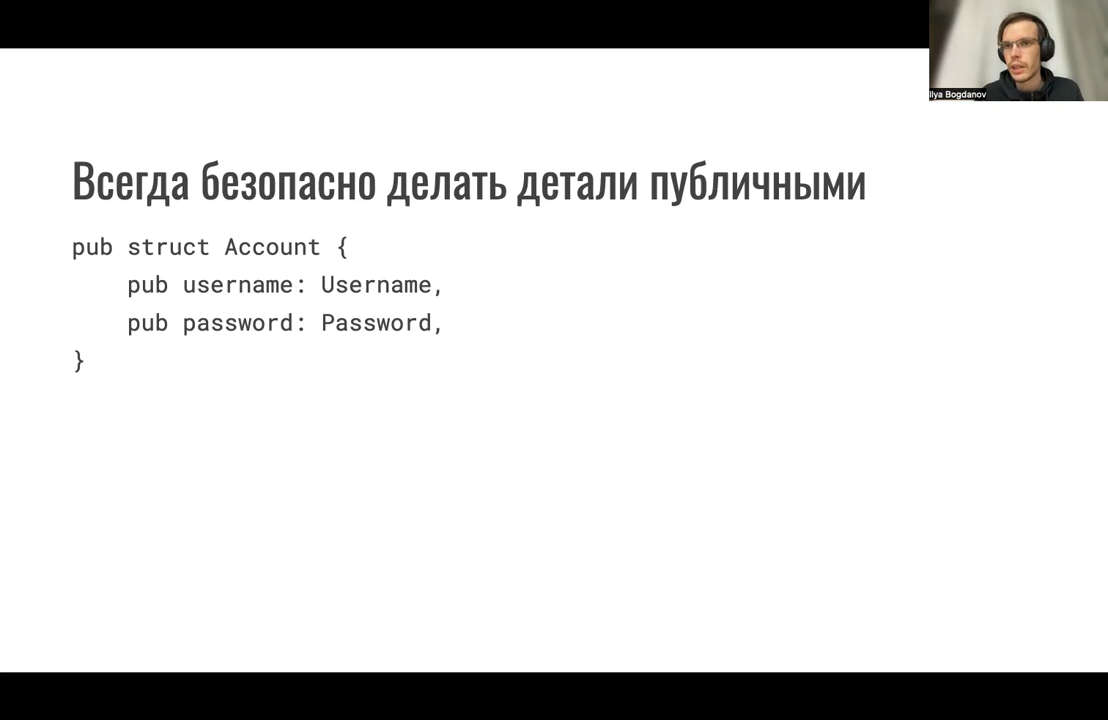 Ilya Bogdanov
Всегда безопасно делать детали публичными
pub struct Account {
    pub username: Username,
    pub password: Password,
}